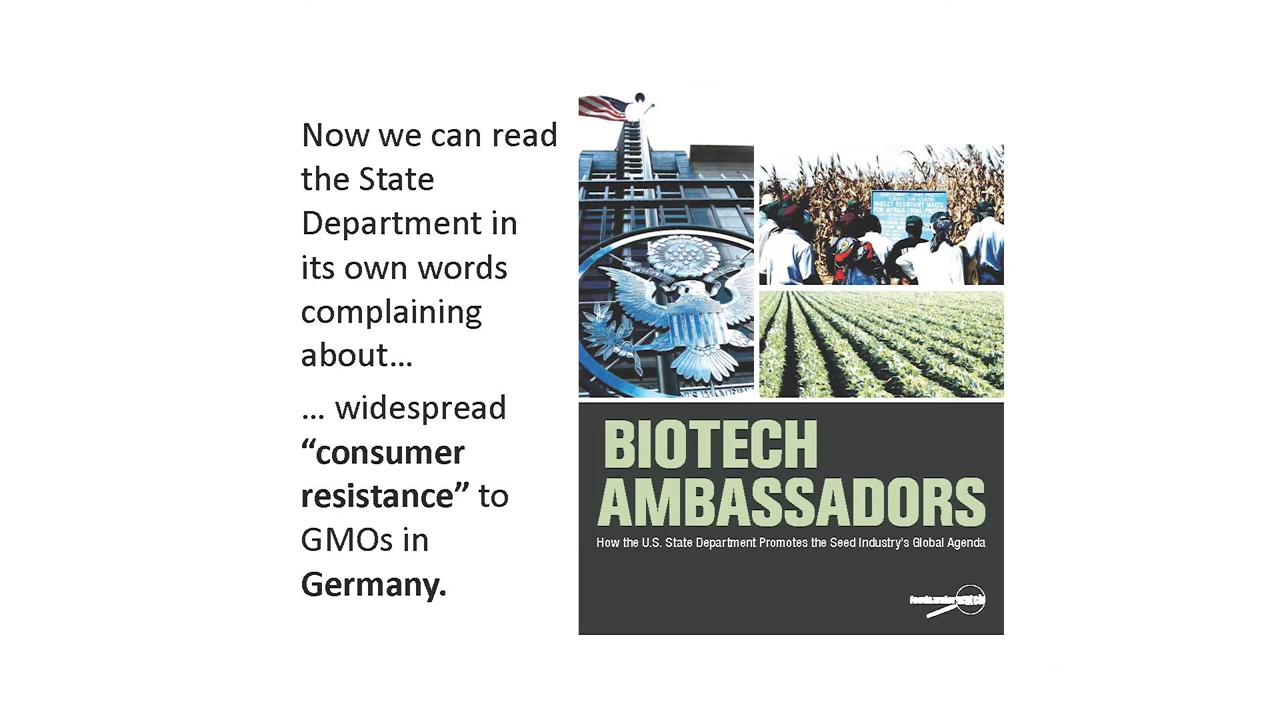 Now we can read
the State
Department in
its own words
complaining
about…
… widespread
“consumer
resistance” to
GMOs in
Germany.
BIOTECH
AMBASSADORS
How the U.S. State Department Promotes the Seed Industry's Global Agenda